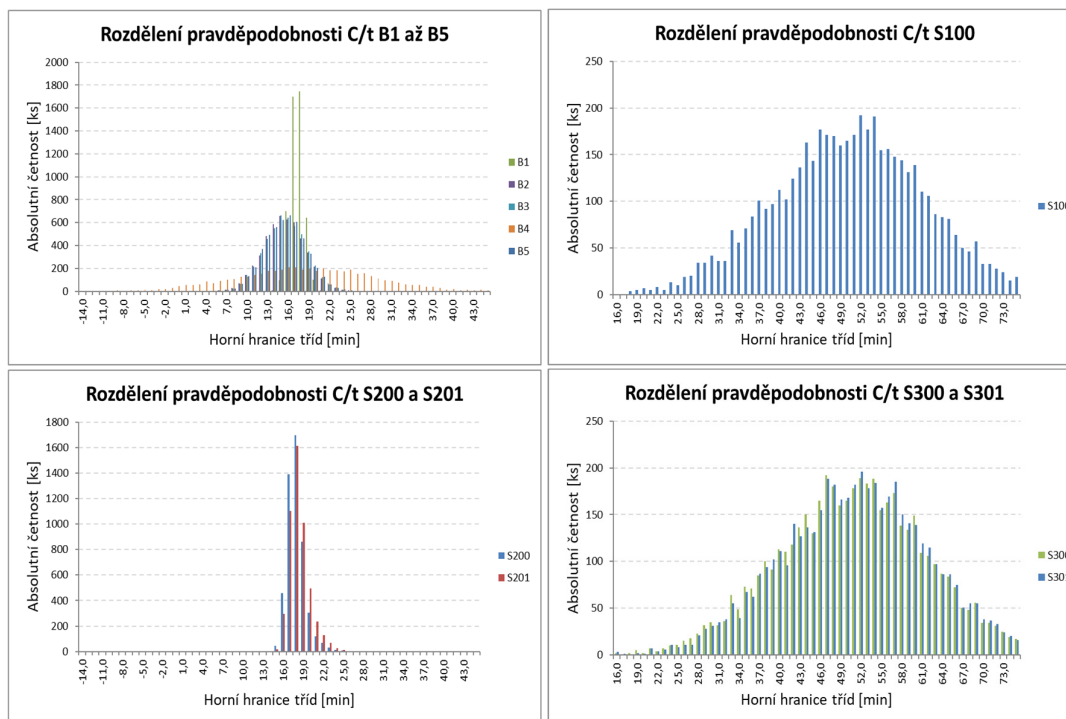 Rozdělení pravděpodobnosti C/t B1 až B5
Absolutní četnost [ks]
2000
1800
1600
1400
1200
1000
800
600
400
200
0
B1
B2
B3
B4
B5
-14,0 -11,0 -8,0 -5,0 -2,0 1,0 4,0 7,0 10,0 13,0 16,0 19,0 22,0 25,0 28,0 31,0 34,0 37,0 40,0 43,0
Horní hranice tříd [min]
Rozdělení pravděpodobnosti C/t S100
Absolutní četnost [ks]
250
200
150
100
50
0
S100
16,0 19,0 22,0 25,0 28,0 31,0 34,0 37,0 40,0 43,0 46,0 49,0 52,0 55,0 58,0 61,0 64,0 67,0 70,0 73,0
Horní hranice tříd [min]
Rozdělení pravděpodobnosti C/t S200 a S201
Absolutní četnost [ks]
1800
1600
1400
1200
1000
800
600
400
200
0
S200
S201
-14,0 -11,0 -8,0 -5,0 -2,0 1,0 4,0 7,0 10,0 13,0 16,0 19,0 22,0 25,0 28,0 31,0 34,0 37,0 40,0 43,0
Horní hranice tříd [min]
Rozdělení pravděpodobnosti C/t S300 a S301
Absolutní četnost [ks]
250
200
150
100
50
0
S300
S301
16,0 19,0 22,0 25,0 28,0 31,0 34,0 37,0 40,0 43,0 46,0 49,0 52,0 55,0 58,0 61,0 64,0 67,0 70,0 73,0
Horní hranice tříd [min]